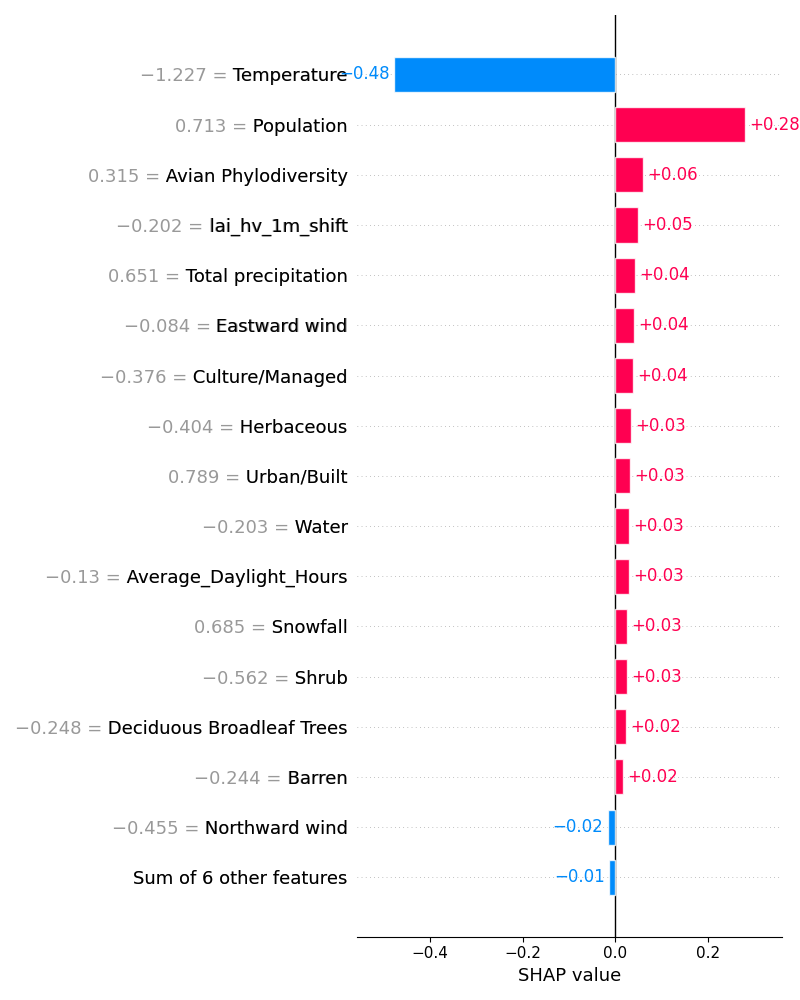 −1.227 = Temperature −0.48
0.713 = Population +0.28
0.315 = Avian Phylodiversity +0.06
−0.202 = lai_hv_1m_shift +0.05
0.651 = Total precipitation +0.04
−0.084 = Eastward wind +0.04
−0.376 = Culture/Managed +0.04
−0.404 = Herbaceous +0.03
0.789 = Urban/Built +0.03
−0.203 = Water +0.03
−0.13 = Average_Daylight_Hours +0.03
0.685 = Snowfall +0.03
−0.562 = Shrub +0.03
−0.248 = Deciduous Broadleaf Trees +0.02
−0.244 = Barren +0.02
−0.455 = Northward wind −0.02
Sum of 6 other features −0.01
−0.4 −0.2 0.0 0.2
SHAP value